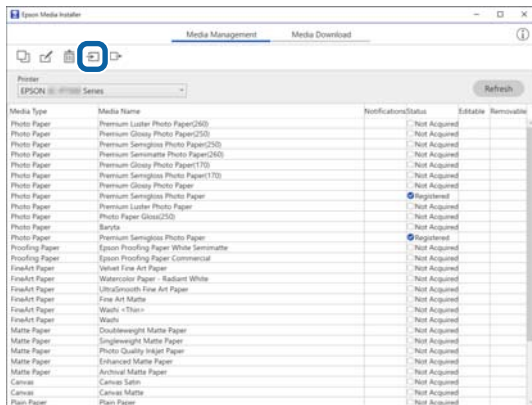 Epson Media Installer
Media Management Media Download
Printer
EPSON Series
Refresh
Media Type Media Name Notifications Status Editable Removable
Photo Paper Premium Luster Photo Paper(260) Not Acquired
Photo Paper Premium Glossy Photo Paper(250) Not Acquired
Photo Paper Premium Semigloss Photo Paper(250) Not Acquired
Photo Paper Premium Semimatte Photo Paper(260) Not Acquired
Photo Paper Premium Glossy Photo Paper(170) Not Acquired
Photo Paper Premium Semigloss Photo Paper(170) Not Acquired
Photo Paper Premium Glossy Photo Paper Not Acquired
Photo Paper Premium Semigloss Photo Paper Registered
Photo Paper Premium Luster Photo Paper Not Acquired
Photo Paper Photo Paper Gloss(250) Not Acquired
Photo Paper Baryta Not Acquired
Photo Paper Premium Semigloss Photo Paper Registered
Proofing Paper Epson Proofing Paper White Semimatte Not Acquired
Proofing Paper Epson Proofing Paper Commercial Not Acquired
FineArt Paper Velvet Fine Art Paper Not Acquired
FineArt Paper Watercolor Paper - Radiant White Not Acquired
FineArt Paper UltraSmooth Fine Art Paper Not Acquired
FineArt Paper Fine Art Matte Not Acquired
FineArt Paper Washi <Thin> Not Acquired
FineArt Paper Washi Not Acquired
Matte Paper Doubleweight Matte Paper Not Acquired
Matte Paper Singleweight Matte Paper Not Acquired
Matte Paper Photo Quality Inkjet Paper Not Acquired
Matte Paper Enhanced Matte Paper Not Acquired
Matte Paper Archival Matte Paper Not Acquired
Canvas Canvas Satin Not Acquired
Canvas Canvas Matte Not Acquired
Plain Paper Plain Paper Not Acquired